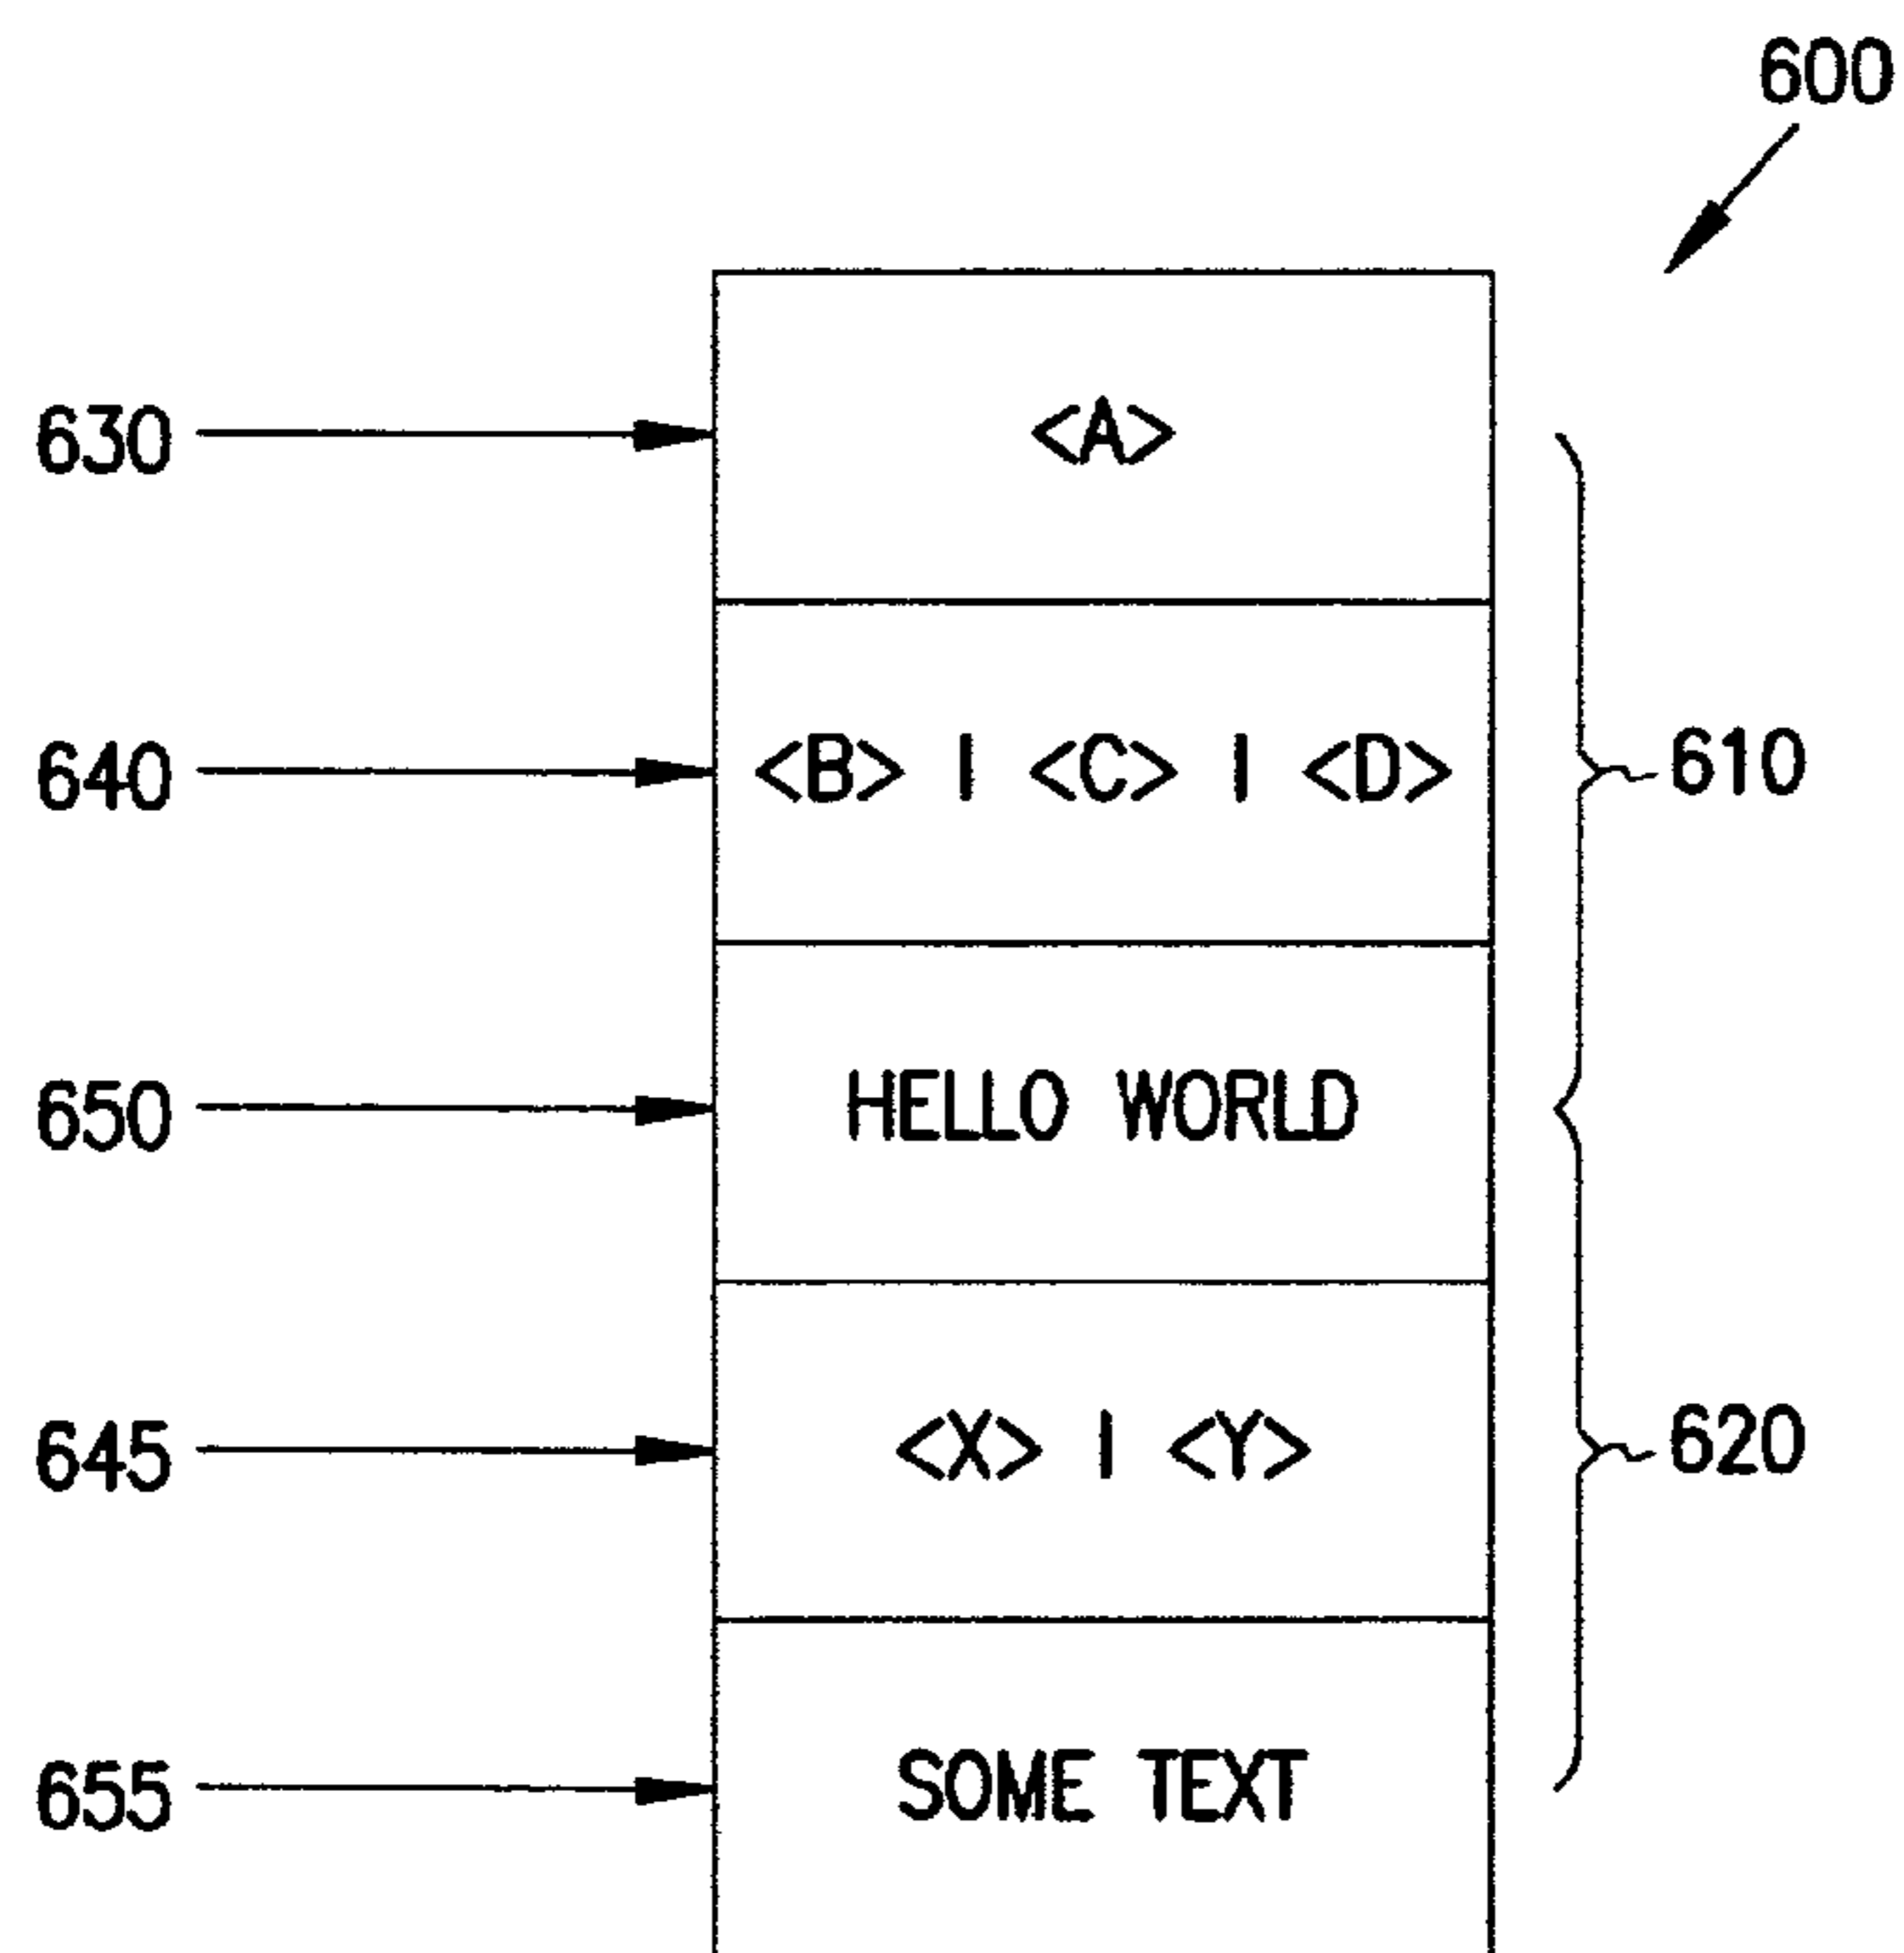 600
630 <A>
640 <B> | <C> | <D> 610
650 HELLO WORLD
645 <X> | <Y> 620
655 SOME TEXT